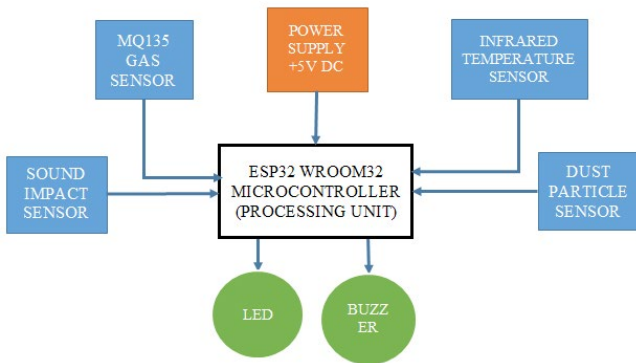 MQ135
GAS
SENSOR
POWER
SUPPLY
+5V DC
INFRARED
TEMPERATURE
SENSOR
SOUND
IMPACT
SENSOR
ESP32 WROOM32
MICROCONTROLLER
(PROCESSING UNIT)
DUST
PARTICLE
SENSOR
LED
BUZZ
ER